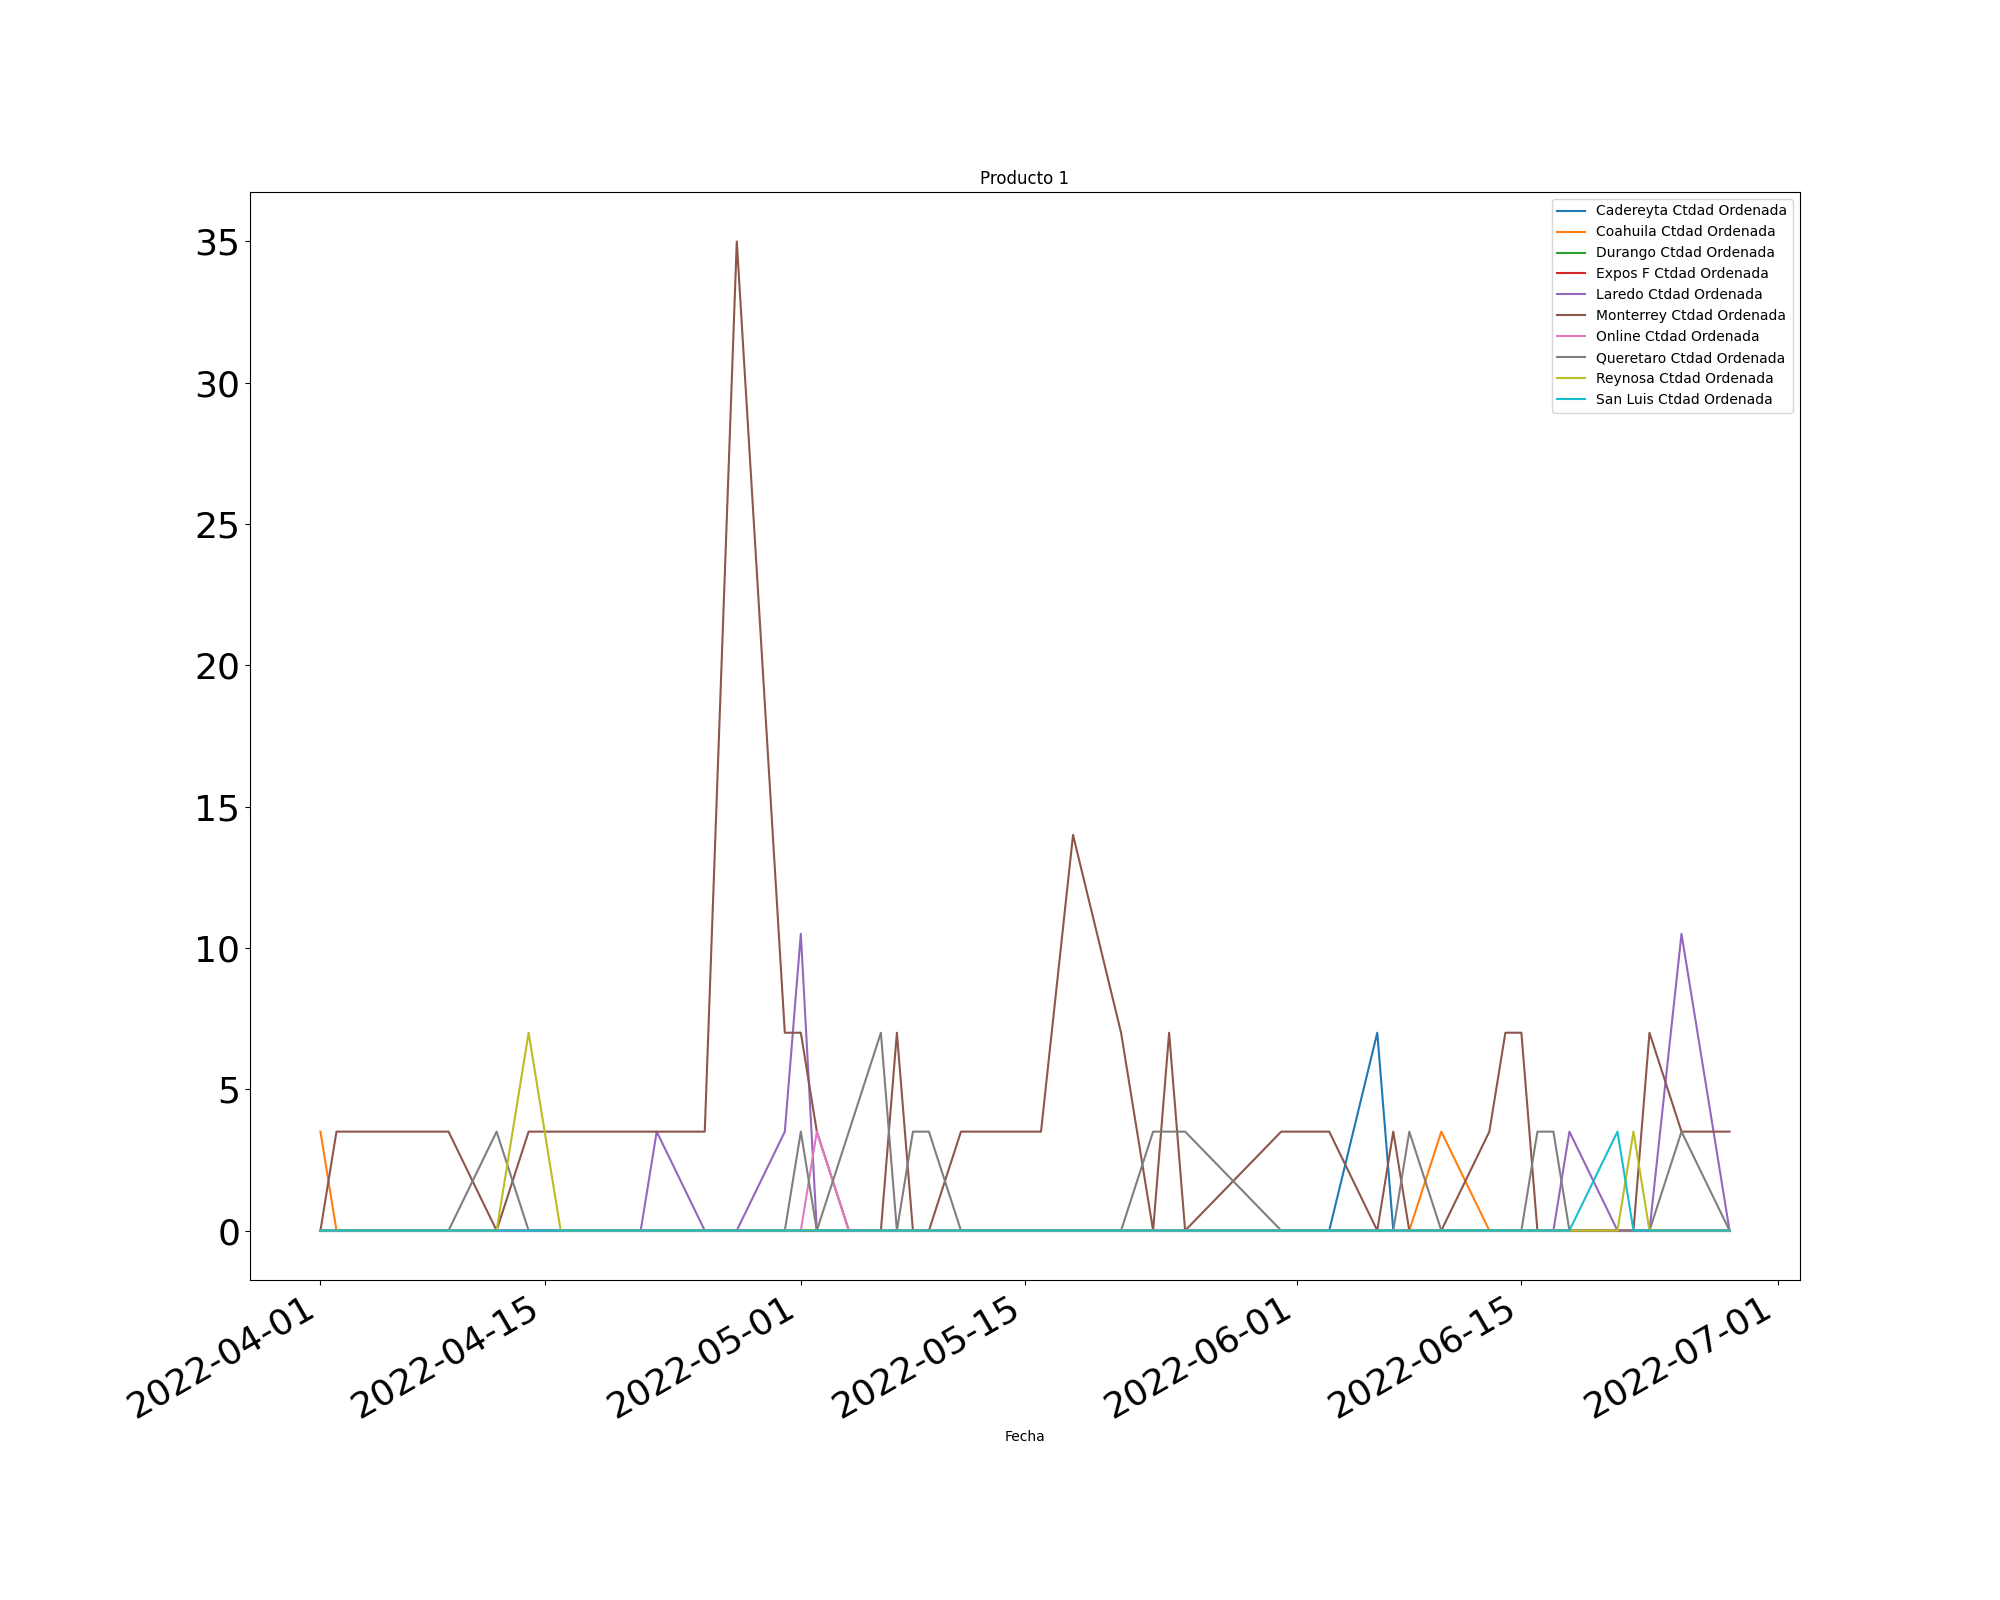 Producto 1
Cadereyta Ctdad Ordenada
Coahuila Ctdad Ordenada
Durango Ctdad Ordenada
Expos F Ctdad Ordenada
Laredo Ctdad Ordenada
Monterrey Ctdad Ordenada
Online Ctdad Ordenada
Queretaro Ctdad Ordenada
Reynosa Ctdad Ordenada
San Luis Ctdad Ordenada
35
30
25
20
15
10
5
0
2022-04-01
2022-04-15
2022-05-01
2022-05-15
2022-06-01
2022-06-15
2022-07-01
Fecha